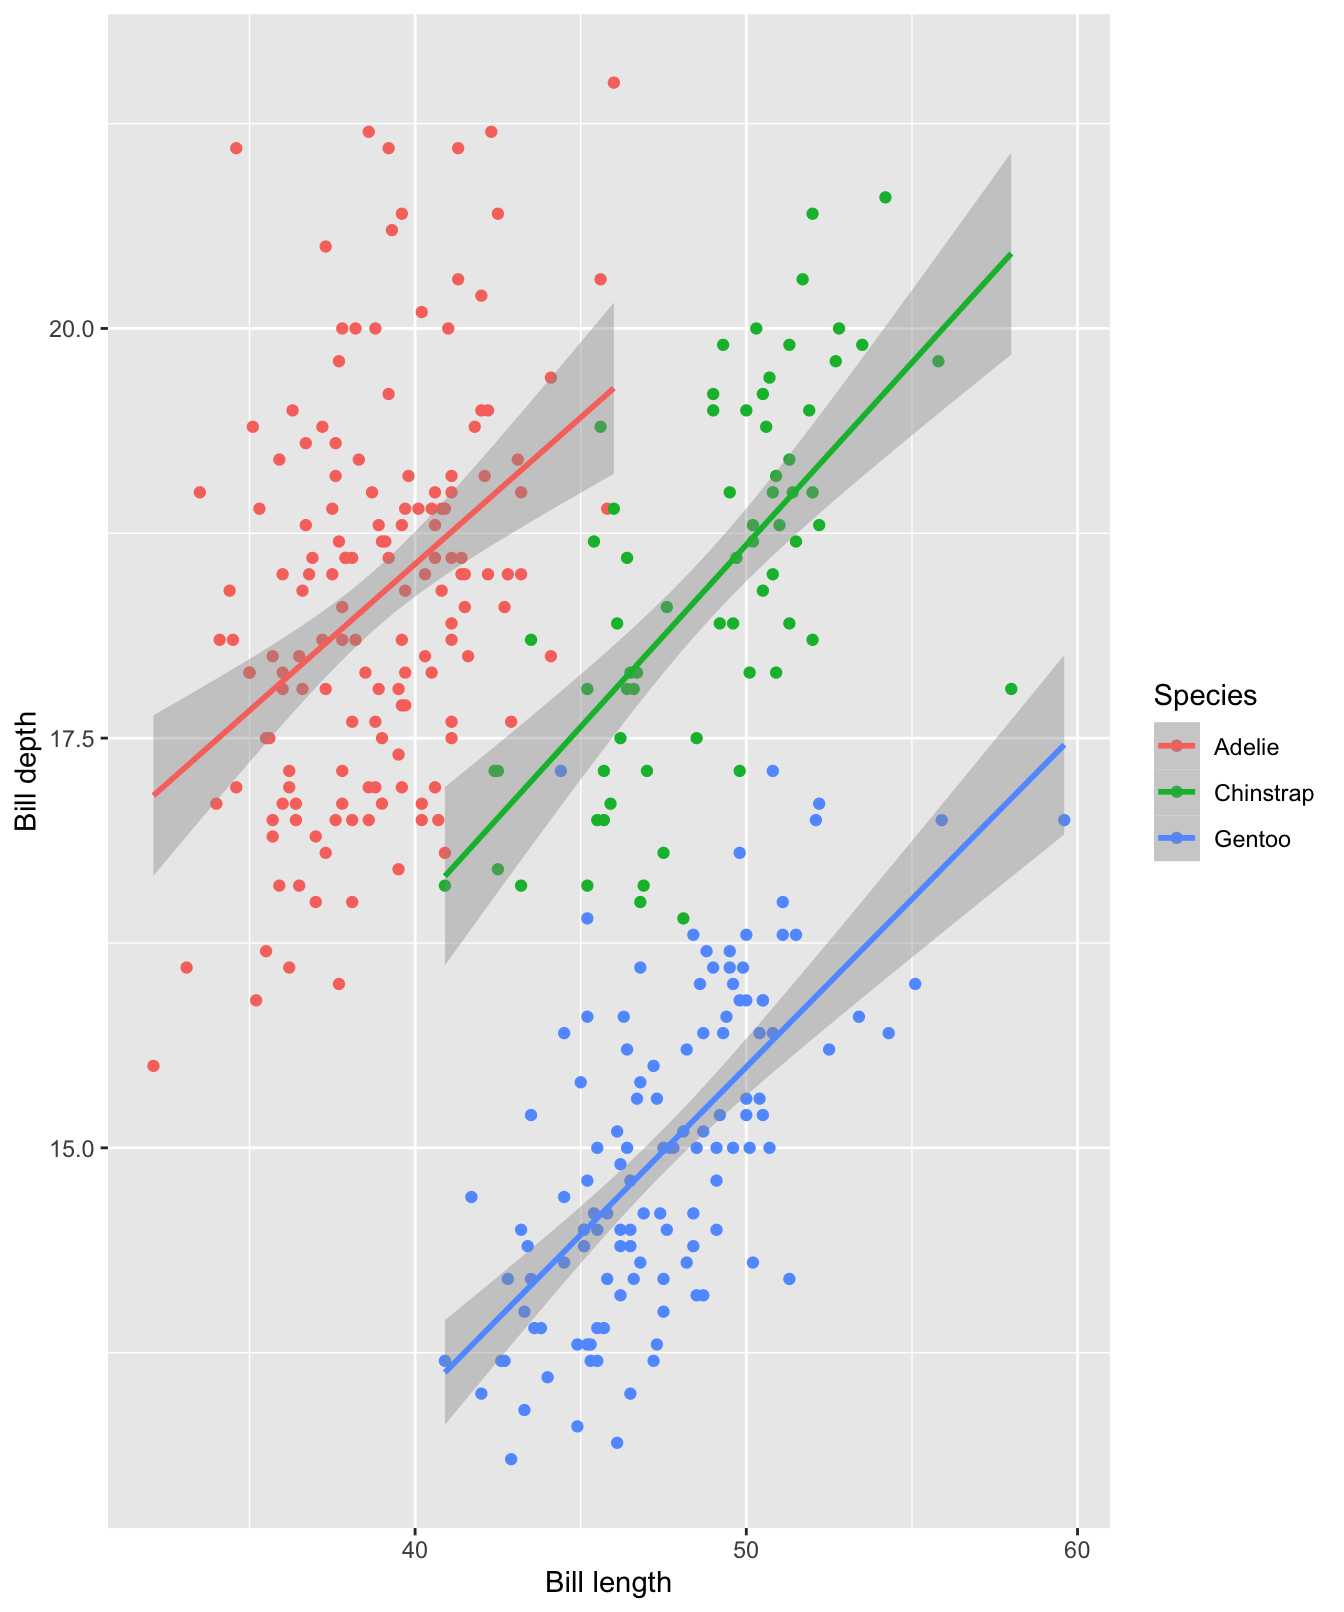 20.0
17.5
15.0
Bill depth
40
50
60
Bill length
Species
Adelie
Chinstrap
Gentoo